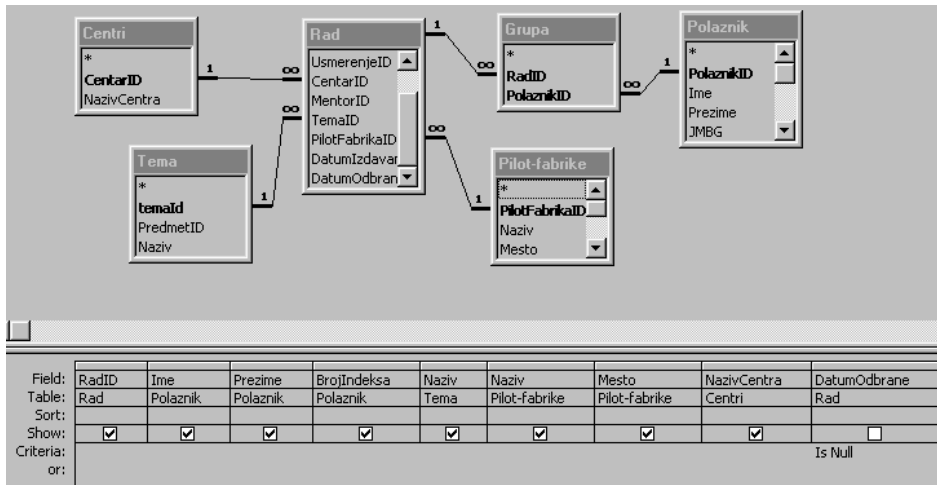 Centri
*
CentarID
NazivCentra
1
∞
Rad
UsmerenjeID
CentarID
MentorID
TemaID
PilotFabrikaID
DatumIzdavan
DatumOdbran
∞
1
∞
Grupa
*
RadID
PolaznikID
∞
∞
1
Polaznik
*
PolaznikID
Ime
Prezime
JMBG
Tema
*
temaId
PredmetID
Naziv
1
1
Pilot-fabrike
*
PilotFabrikaID
Naziv
Mesto
Field: RadID Ime Prezime BrojIndeksa Naziv Naziv Mesto NazivCentra DatumOdbrane
Table: Rad Polaznik Polaznik Polaznik Tema Pilot-fabrike Pilot-fabrike Centri Rad
Sort:
Show:
Criteria: Is Null
or: